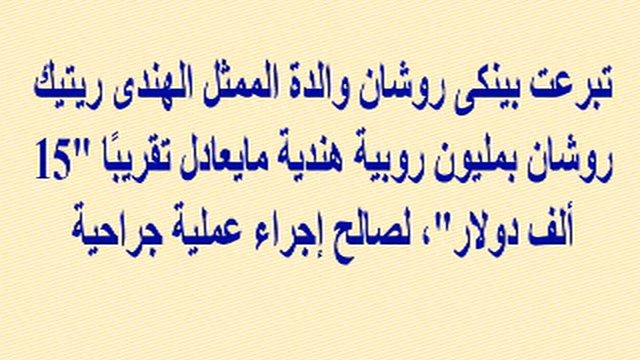 تبرعت بينكى روشان والدة الممثل الهندى ريتيك
روشان بمليون روبية هندية مايعادل تقريبًا "15
ألف دولار"، لصالح إجراء عملية جراحية